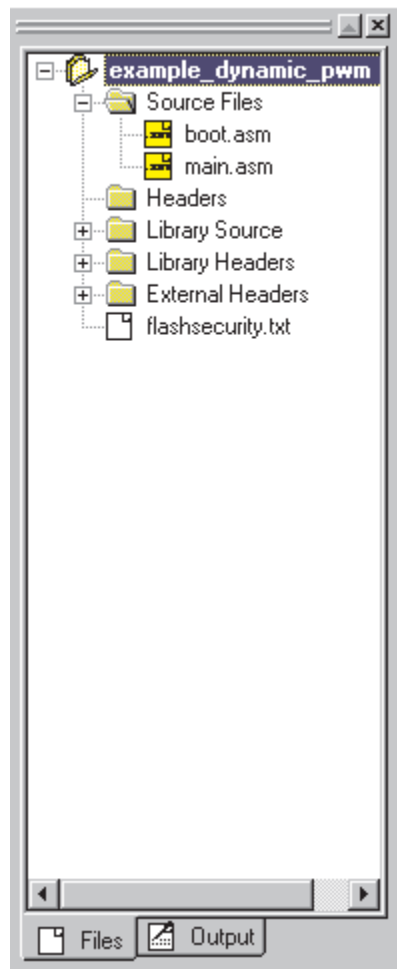 example_dynamic_pwm
Source Files
boot.asm
main.asm
Headers
Library Source
Library Headers
External Headers
flashsecurity.txt
Files Output